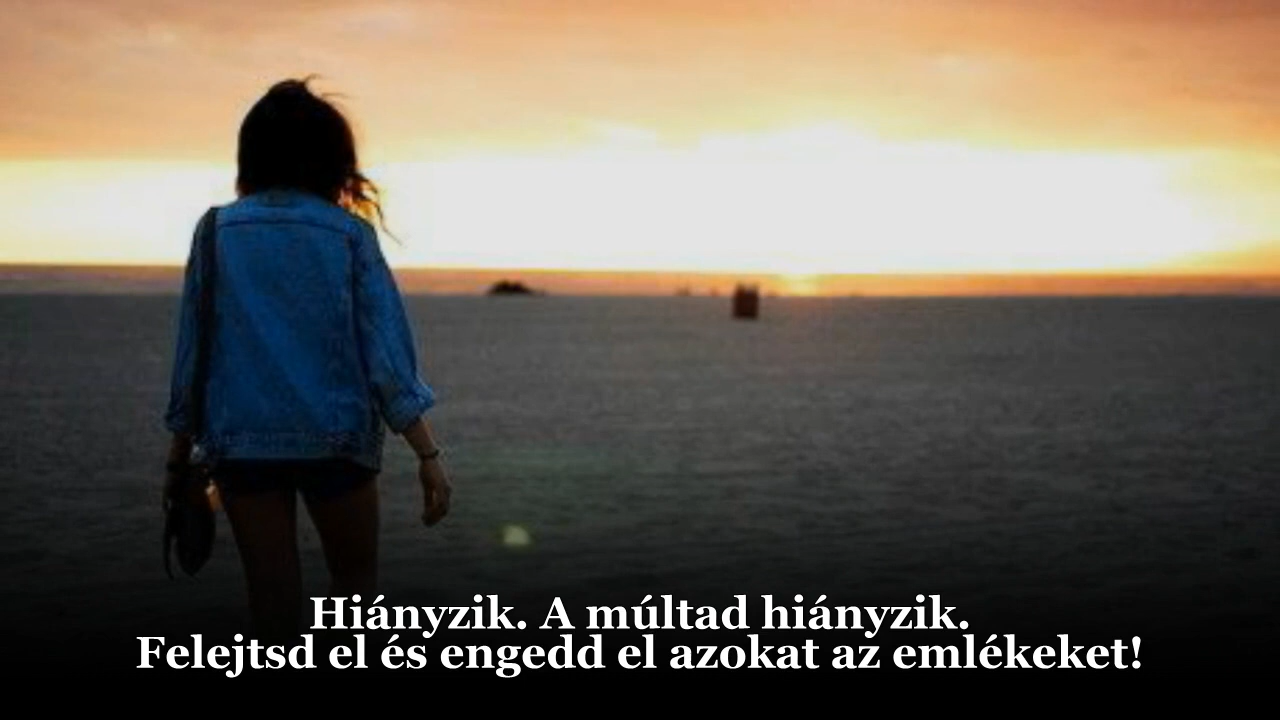 Hiányzik. A múltad hiányzik.
Felejtsd el és engedd el azokat az emlékeket!